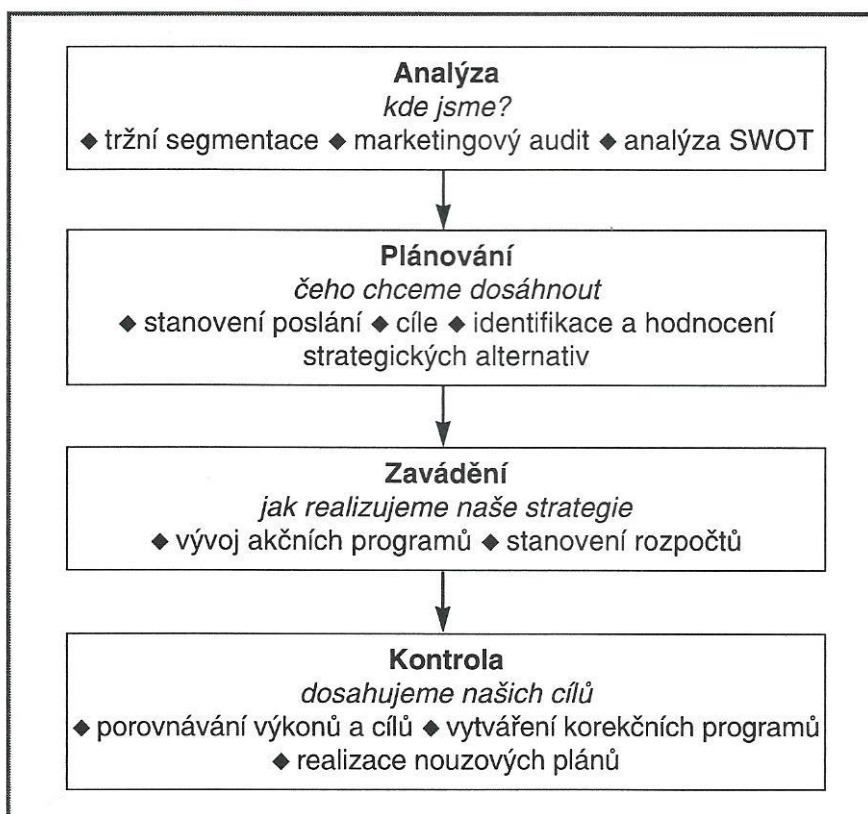 Analýza
kde jsme?
◆ tržní segmentace ◆ marketingový audit ◆ analýza SWOT
Plánování
čeho chceme dosáhnout
◆ stanovení poslání ◆ cíle ◆ identifikace a hodnocení
strategických alternativ
Zavádění
jak realizujeme naše strategie
◆ vývoj akčních programů ◆ stanovení rozpočtů
Kontrola
dosahujeme našich cílů
◆ porovnávání výkonů a cílů ◆ vytváření korekčních programů
◆ realizace nouzových plánů